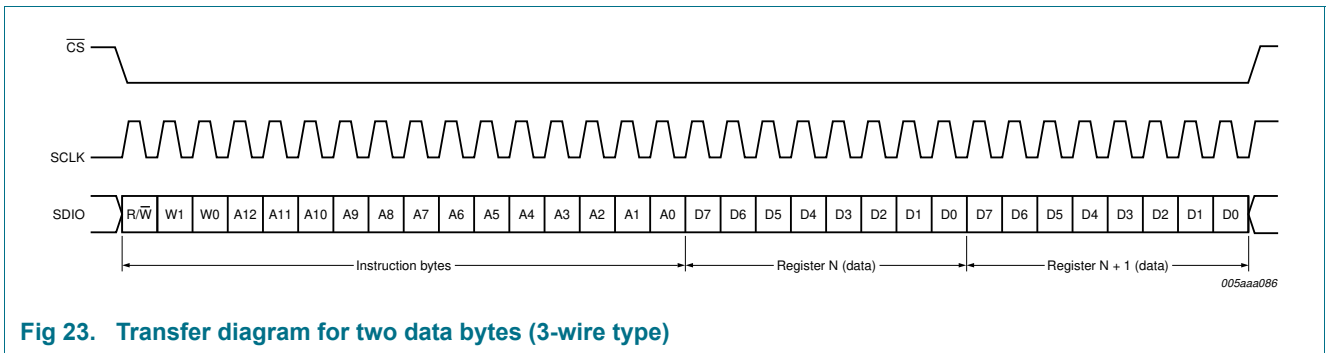 CS
SCLK
SDIO R/W W1 W0 A12 A11 A10 A9 A8 A7 A6 A5 A4 A3 A2 A1 A0 D7 D6 D5 D4 D3 D2 D1 D0 D7 D6 D5 D4 D3 D2 D1 D0
Instruction bytes Register N (data) Register N + 1 (data)
005aaa086
Fig 23. Transfer diagram for two data bytes (3-wire type)